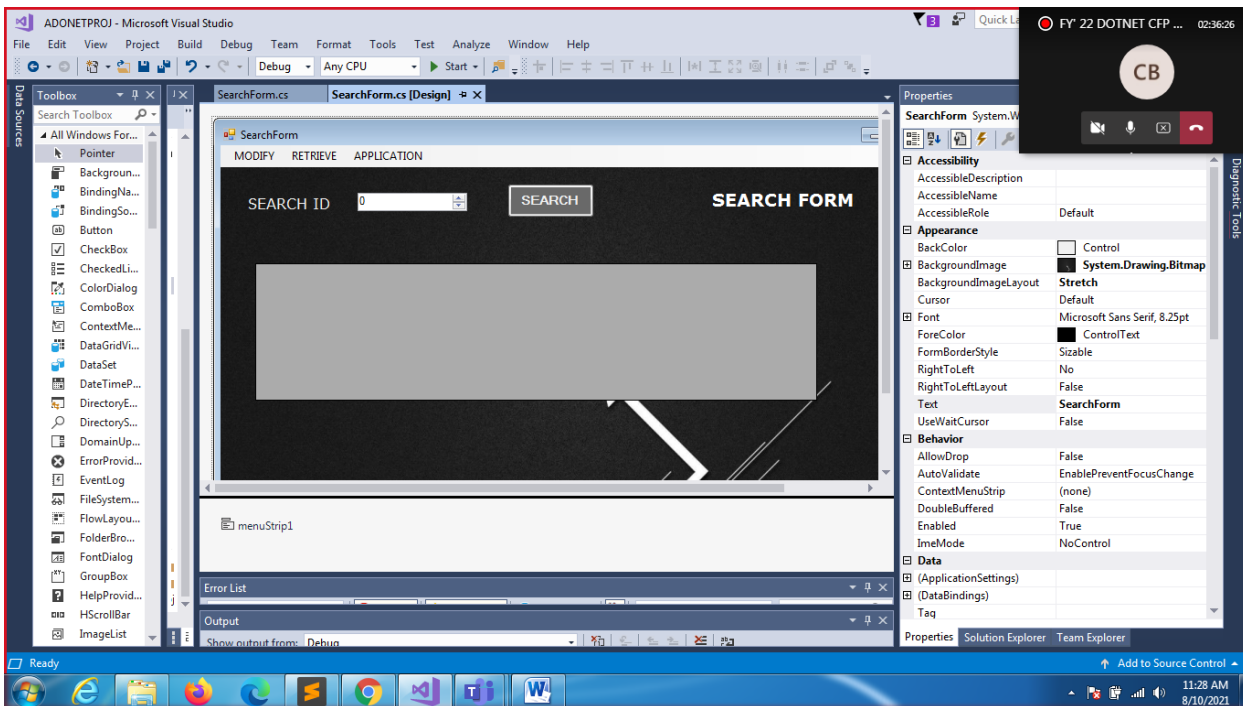 ADONETPROJ - Microsoft Visual Studio
3
Quick La
FY' 22 DOTNET CFP ... 02:36:26
CB
File Edit View Project Build Debug Team Format Tools Test Analyze Window Help
Debug Any CPU Start
Data Sources
Toolbox
Search Toolbox
All Windows For...
Pointer
Backgroun...
BindingNa...
BindingSo...
Button
CheckBox
CheckedLi...
ColorDialog
ComboBox
ContextMe...
DataGridVi...
DataSet
DateTimeP...
DirectoryE...
DirectoryS...
DomainUp...
ErrorProvid...
EventLog
FileSystem...
FlowLayou...
FolderBro...
FontDialog
GroupBox
HelpProvid...
HScrollBar
ImageList
SearchForm.cs SearchForm.cs [Design]
SearchForm
MODIFY RETRIEVE APPLICATION
SEARCH ID 0 SEARCH SEARCH FORM
menuStrip1
Error List
Output
Show output from: Debug
Properties
SearchForm System.W
Accessibility
AccessibleDescription
AccessibleName
AccessibleRole Default
Appearance
BackColor Control
BackgroundImage System.Drawing.Bitmap
BackgroundImageLayout Stretch
Cursor Default
Font Microsoft Sans Serif, 8.25pt
ForeColor ControlText
FormBorderStyle Sizable
RightToLeft No
RightToLeftLayout False
Text SearchForm
UseWaitCursor False
Behavior
AllowDrop False
AutoValidate EnablePreventFocusChange
ContextMenuStrip (none)
DoubleBuffered False
Enabled True
ImeMode NoControl
Data
(ApplicationSettings)
(DataBindings)
Tag
Properties Solution Explorer Team Explorer
Diagnostic Tools
Ready
Add to Source Control
11:28 AM
8/10/2021